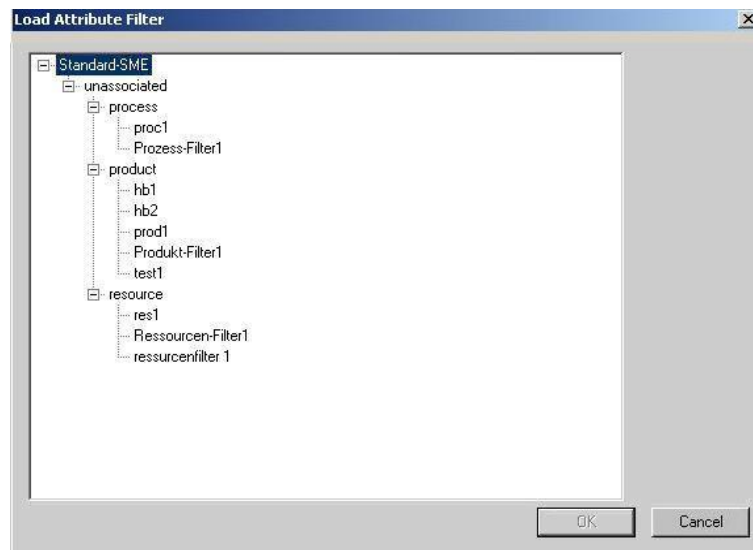 Load Attribute Filter
Standard-SME
unassociated
process
proc1
Prozess-Filter1
product
hb1
hb2
prod1
Produkt-Filter1
test1
resource
res1
Ressourcen-Filter1
ressurcenfilter 1
OK
Cancel